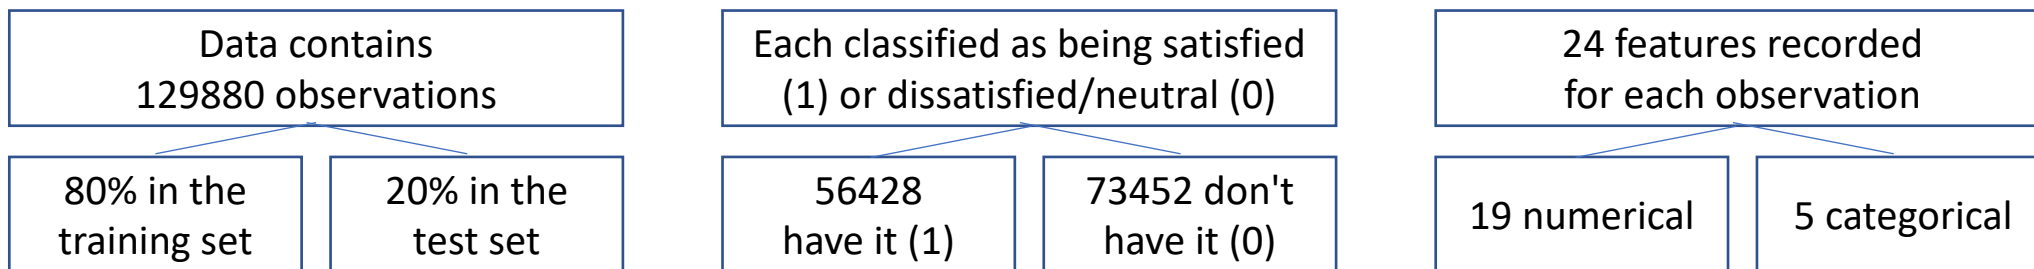 Data contains
129880 observations
80% in the
training set
20% in the
test set
Each classified as being satisfied
(1) or dissatisfied/neutral (0)
56428
have it (1)
73452 don't
have it (0)
24 features recorded
for each observation
19 numerical
5 categorical